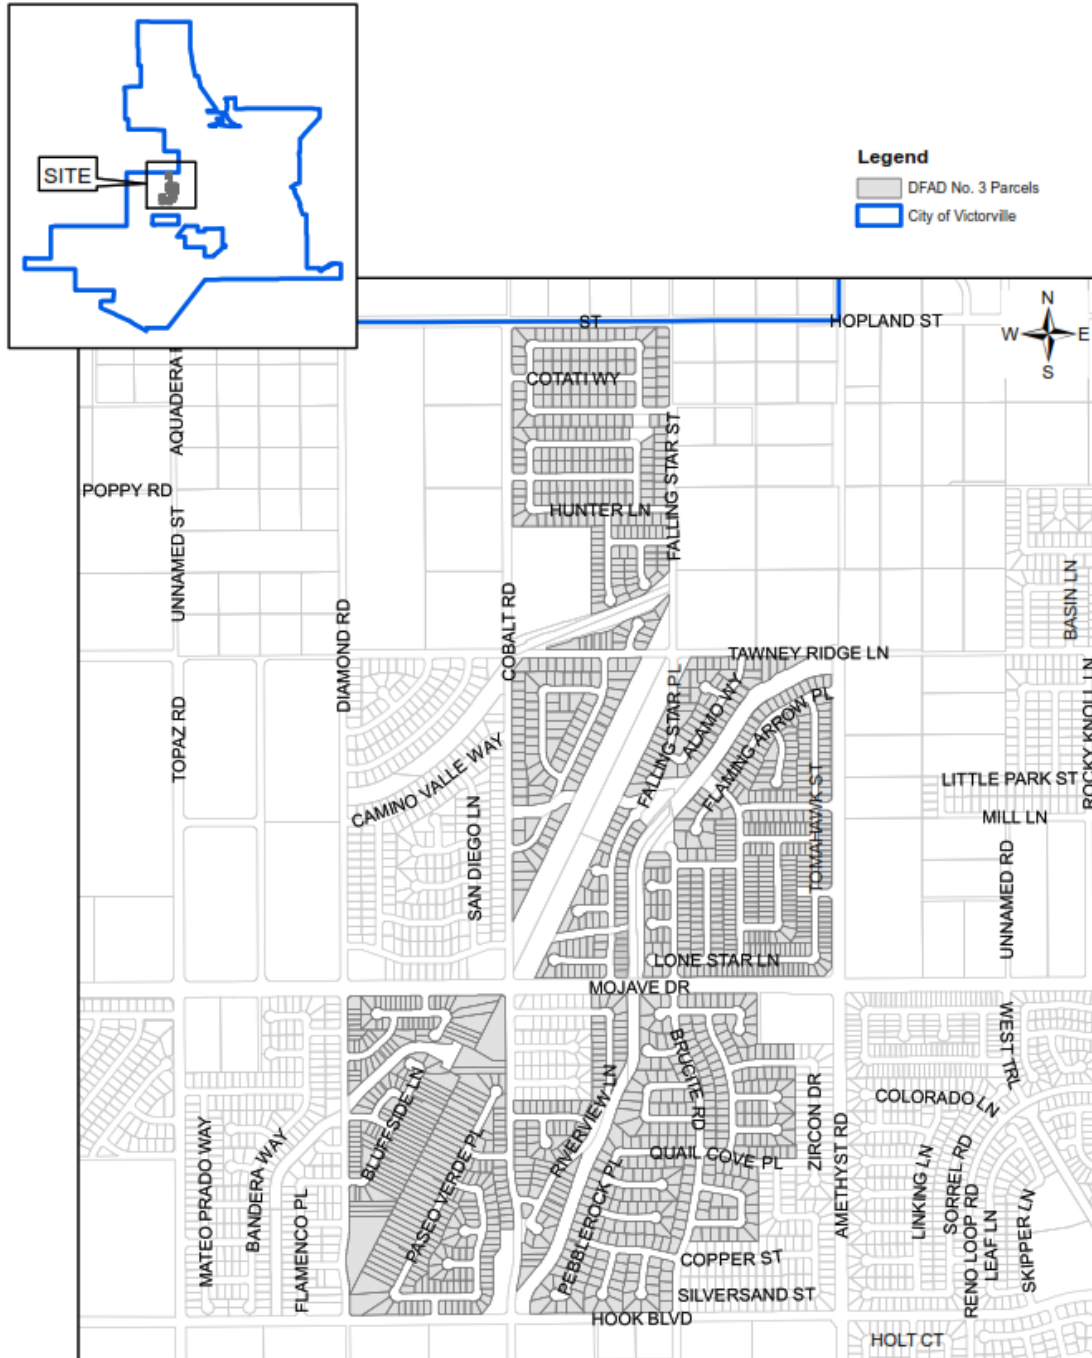 SITE
Legend
DFAD No. 3 Parcels
City of Victorville
N
W E
S
ST
HOPLAND ST
AQUADERA
COTATI WY
FALLING STAR ST
POPPY RD
HUNTER LN
UNNAMED ST
BASIN LN
DIAMOND RD
COBALT RD
TAWNEY RIDGE LN
TOPAZ RD
FALLING STAR PL
ALAMO WY
FLAMING ARROW PL
ROCKY KNOLL LN
CAMINO VALLE WAY
LITTLE PARK ST
MILL LN
SAN DIEGO LN
TOMAHAWK ST
UNNAMED RD
LONE STAR LN
MOJAVE DR
WEST TRL
BRUCITE RD
COLORADO LN
BLUFFSIDE LN
RIVERVIEW LN
ZIRCON DR
MATEO PRADO WAY
BANDERA WAY
PASEO VERDE PL
QUAIL COVE PL
AMETHYST RD
LINKING LN
SORREL RD
FLAMENCO PL
PEBBLEROCK PL
RENO LOOP RD
LEAF LN
SKIPPER LN
COPPER ST
SILVERSAND ST
HOOK BLVD
HOLT CT